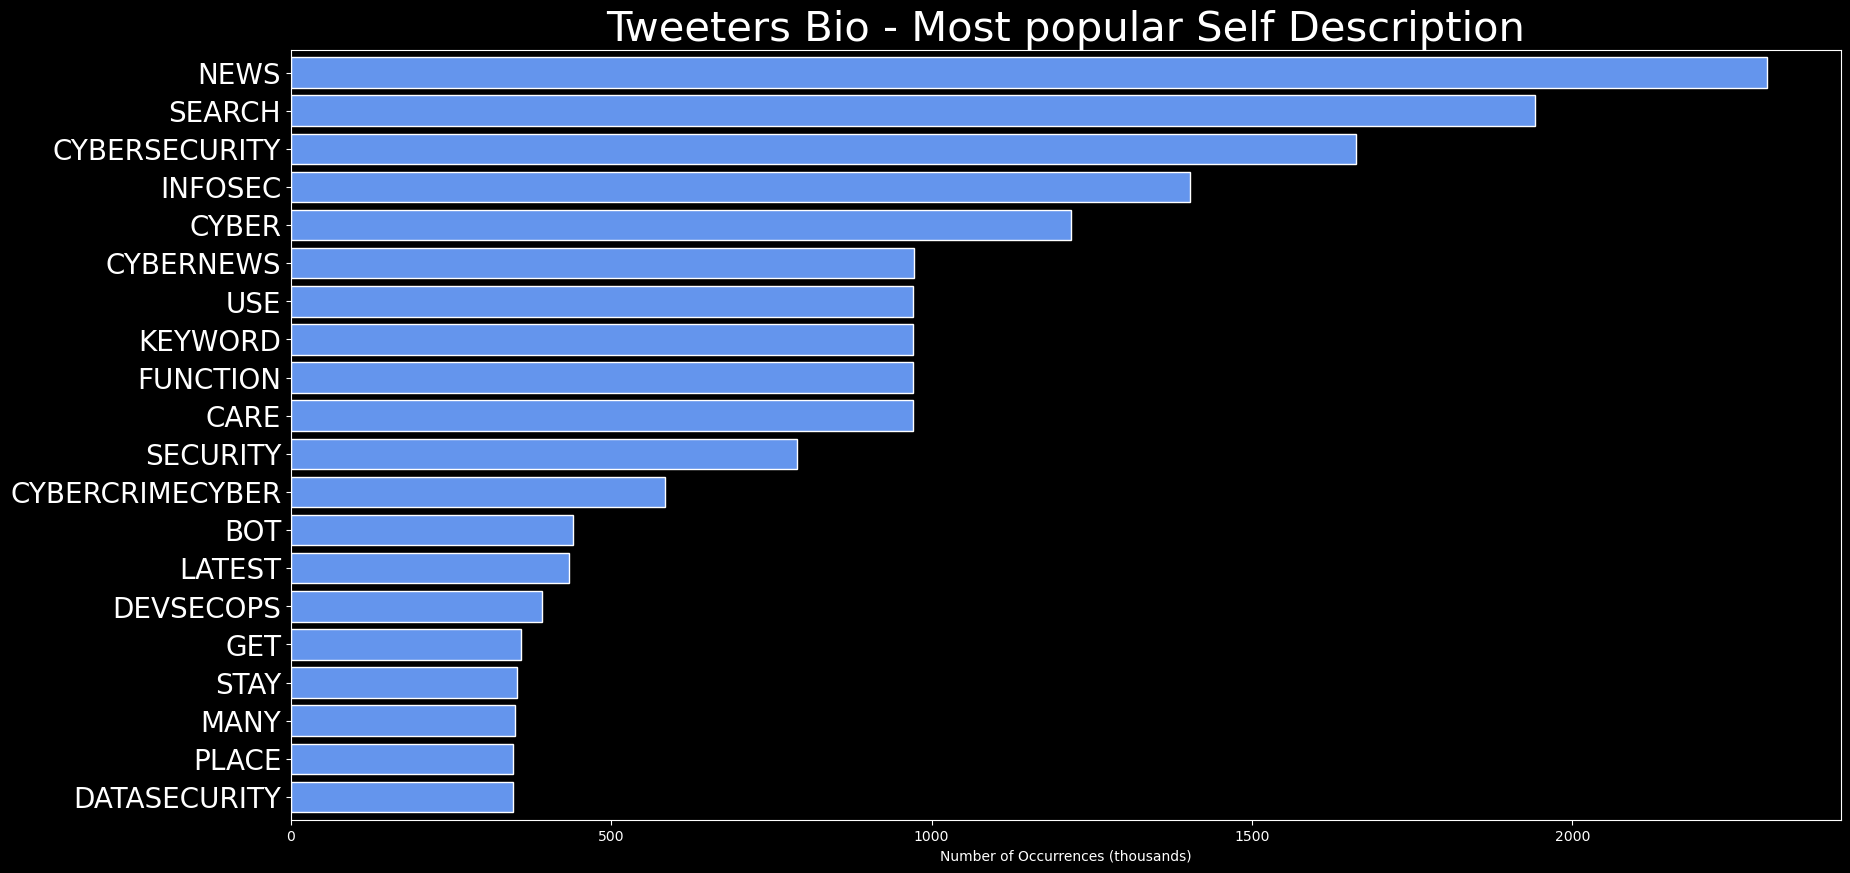 Tweeters Bio - Most popular Self Description
NEWS
SEARCH
CYBERSECURITY
INFOSEC
CYBER
CYBERNEWS
USE
KEYWORD
FUNCTION
CARE
SECURITY
CYBERCRIMECYBER
BOT
LATEST
DEVSECOPS
GET
STAY
MANY
PLACE
DATASECURITY
0 500 1000 1500 2000
Number of Occurrences (thousands)